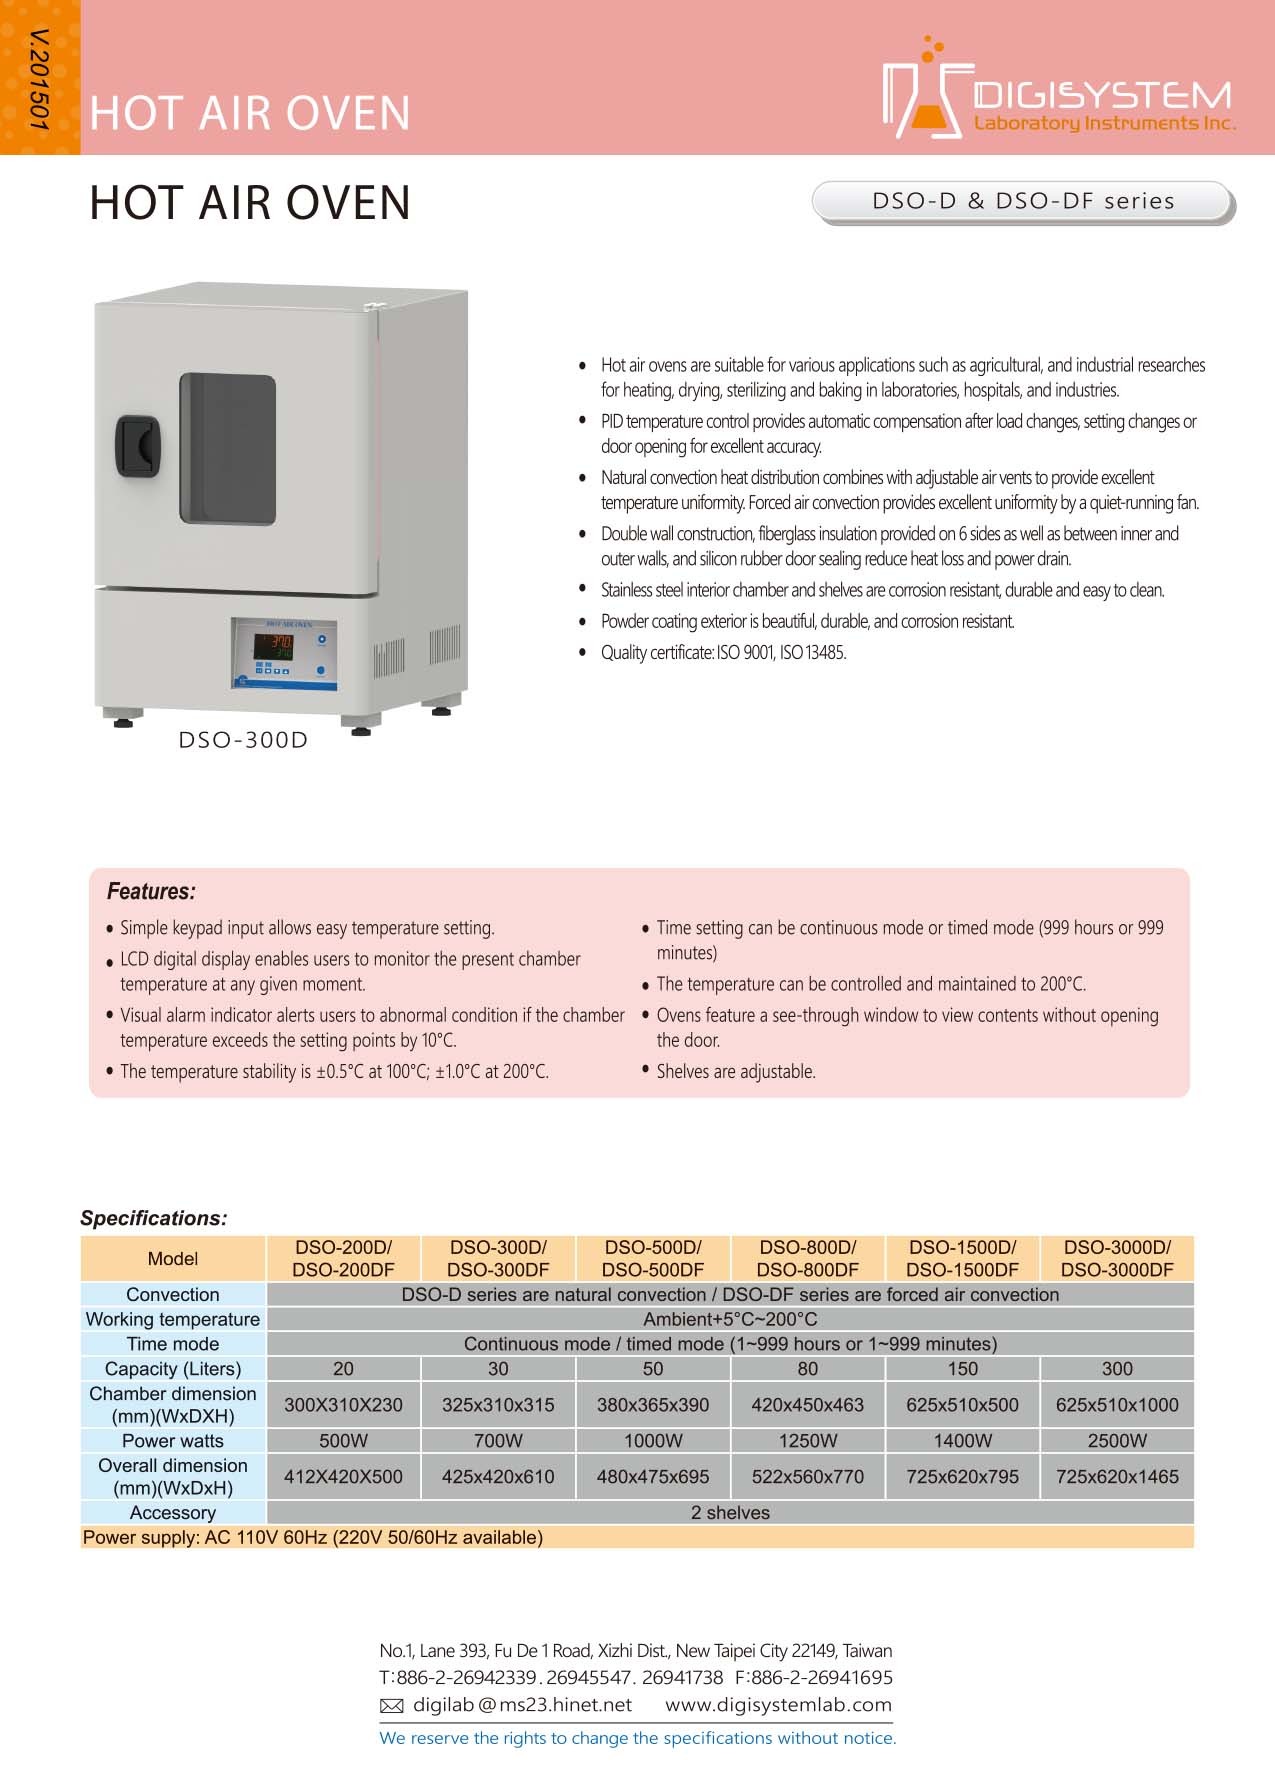 V.201501
HOT AIR OVEN
DIGISYSTEM
Laboratory Instruments Inc.
HOT AIR OVEN
DSO-D & DSO-DF series
HOT AIR OVEN
370.
DSO-300D
• Hot air ovens are suitable for various applications such as agricultural, and industrial researches
for heating, drying, sterilizing and baking in laboratories, hospitals, and industries.
• PID temperature control provides automatic compensation after load changes, setting changes or
door opening for excellent accuracy.
• Natural convection heat distribution combines with adjustable air vents to provide excellent
temperature uniformity. Forced air convection provides excellent uniformity by a quiet-running fan.
• Double wall construction, fiberglass insulation provided on 6 sides as well as between inner and
outer walls, and silicon rubber door sealing reduce heat loss and power drain.
• Stainless steel interior chamber and shelves are corrosion resistant, durable and easy to clean.
• Powder coating exterior is beautiful, durable, and corrosion resistant.
• Quality certificate: ISO 9001, ISO 13485.
Features:
• Simple keypad input allows easy temperature setting.
• LCD digital display enables users to monitor the present chamber
temperature at any given moment.
• Visual alarm indicator alerts users to abnormal condition if the chamber
temperature exceeds the setting points by 10°C.
• The temperature stability is ±0.5°C at 100°C; ±1.0°C at 200°C.
• Time setting can be continuous mode or timed mode (999 hours or 999
minutes)
• The temperature can be controlled and maintained to 200°C.
• Ovens feature a see-through window to view contents without opening
the door.
• Shelves are adjustable.
Specifications:
Model DSO-200D/ DSO-300D/ DSO-500D/ DSO-800D/ DSO-1500D/ DSO-3000D/
DSO-200DF DSO-300DF DSO-500DF DSO-800DF DSO-1500DF DSO-3000DF
Convection DSO-D series are natural convection / DSO-DF series are forced air convection
Working temperature Ambient+5°C~200°C
Time mode Continuous mode / timed mode (1~999 hours or 1~999 minutes)
Capacity (Liters) 20 30 50 80 150 300
Chamber dimension
(mm)(WxDXH) 300X310X230 325x310x315 380x365x390 420x450x463 625x510x500 625x510x1000
Power watts 500W 700W 1000W 1250W 1400W 2500W
Overall dimension
(mm)(WxDxH) 412X420X500 425x420x610 480x475x695 522x560x770 725x620x795 725x620x1465
Accessory 2 shelves
Power supply: AC 110V 60Hz (220V 50/60Hz available)
No.1, Lane 393, Fu De 1 Road, Xizhi Dist., New Taipei City 22149, Taiwan
T:886-2-26942339. 26945547. 26941738 F:886-2-26941695
digilab@ms23.hinet.net www.digisystemlab.com
We reserve the rights to change the specifications without notice.